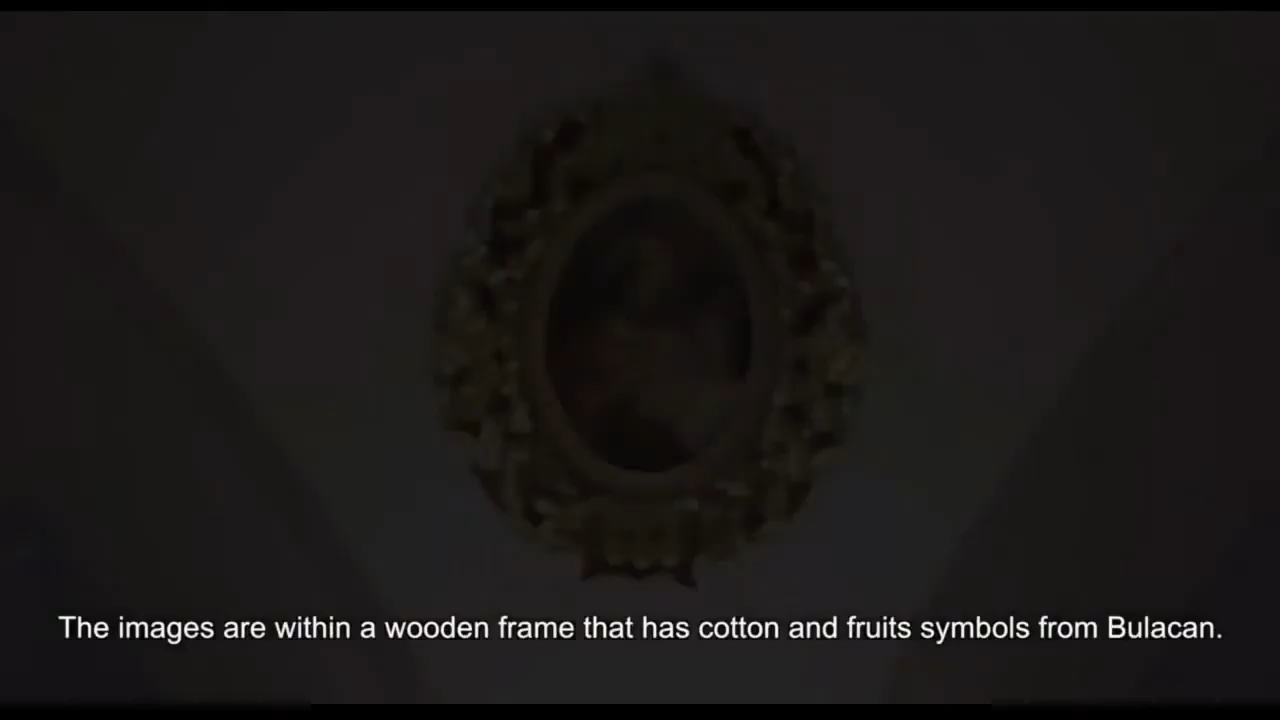 The images are within a wooden frame that has cotton and fruits symbols from Bulacan.